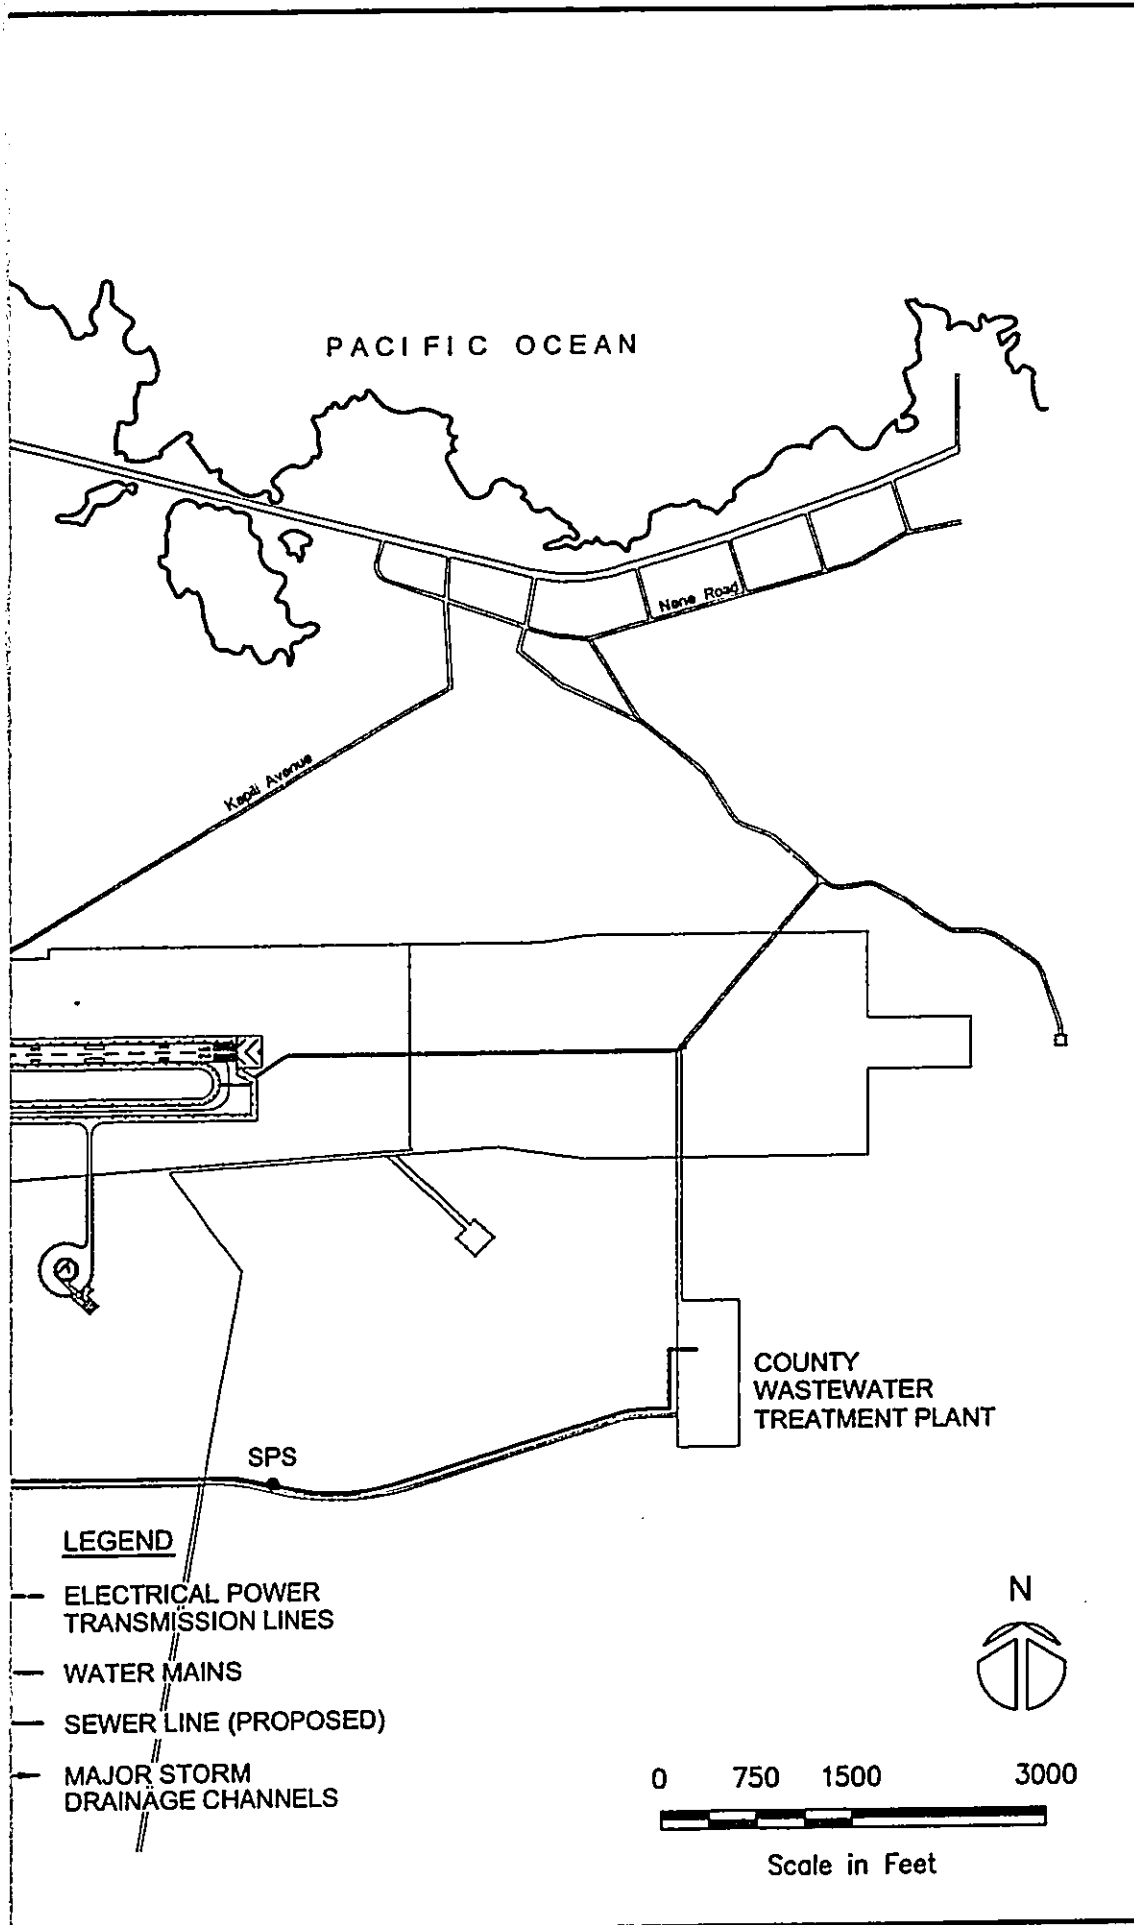 PACIFIC OCEAN
Nene Road
Kapili Avenue
COUNTY
WASTEWATER
TREATMENT PLANT
SPS
LEGEND
ELECTRICAL POWER
TRANSMISSION LINES
WATER MAINS
SEWER LINE (PROPOSED)
MAJOR STORM
DRAINAGE CHANNELS
N
0 750 1500 3000
Scale in Feet